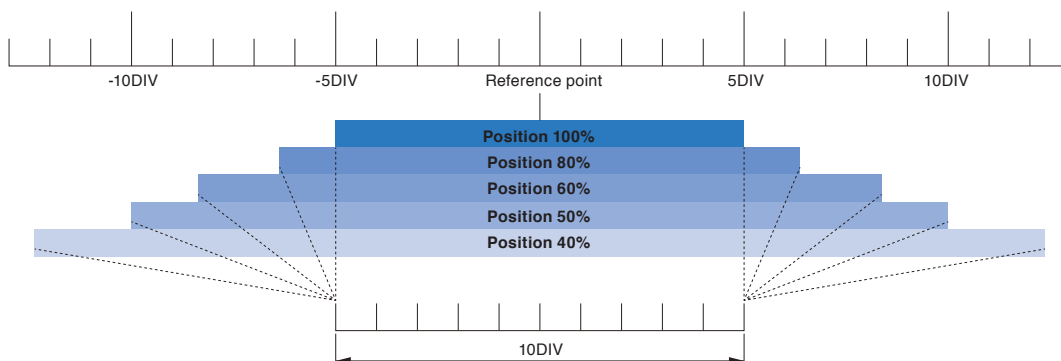 -10DIV -5DIV Reference point 5DIV 10DIV
Position 100%
Position 80%
Position 60%
Position 50%
Position 40%
10DIV